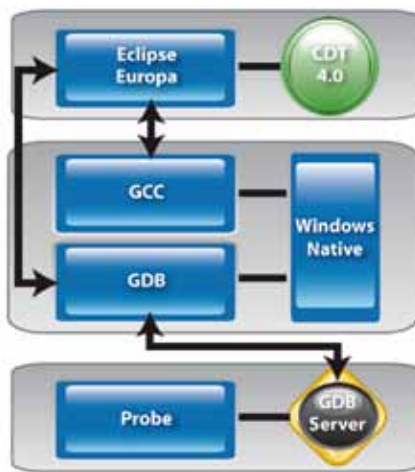 Eclipse
Europa
CDT
4.0
GCC
Windows
Native
GDB
Probe
GDB
Server